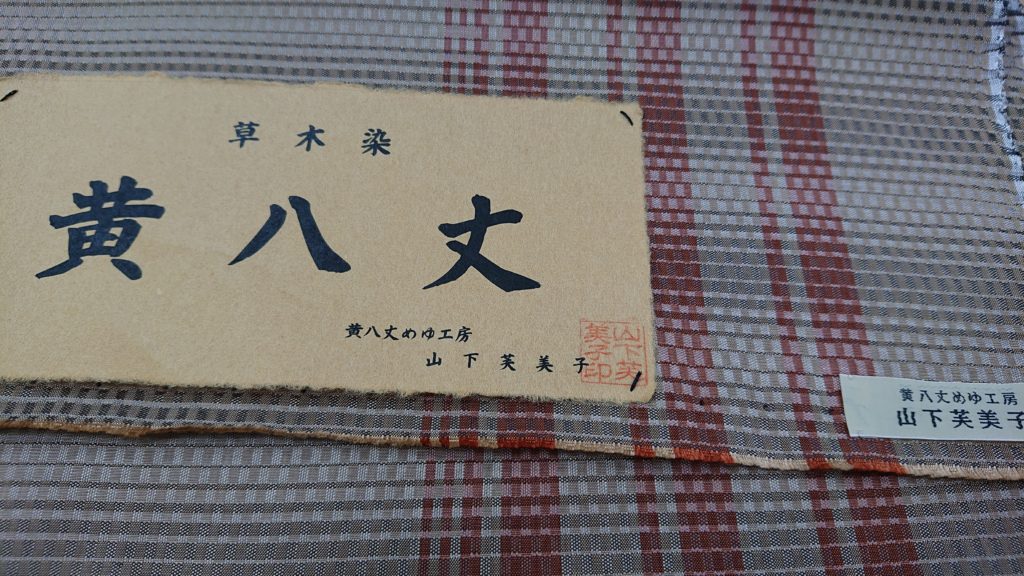 草木染
黄八丈
黄八丈めゆ工房
山下芙美子
山下芙
美子印
黄八丈めゆ工房
山下芙美子